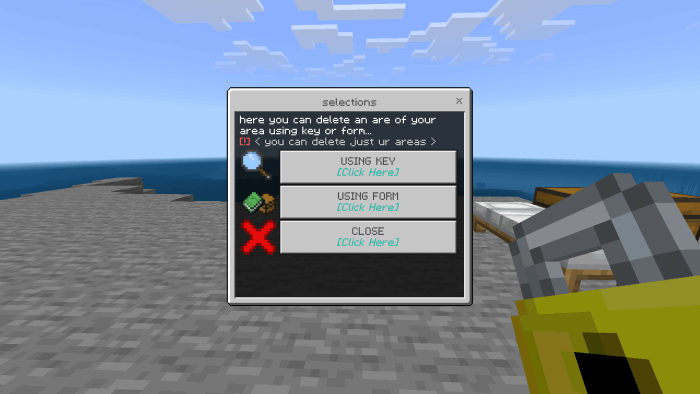 selections
here you can delete an are of your
area using key or form...
[!] < you can delete just ur areas >
USING KEY
[Click Here]
USING FORM
[Click Here]
CLOSE
[Click Here]